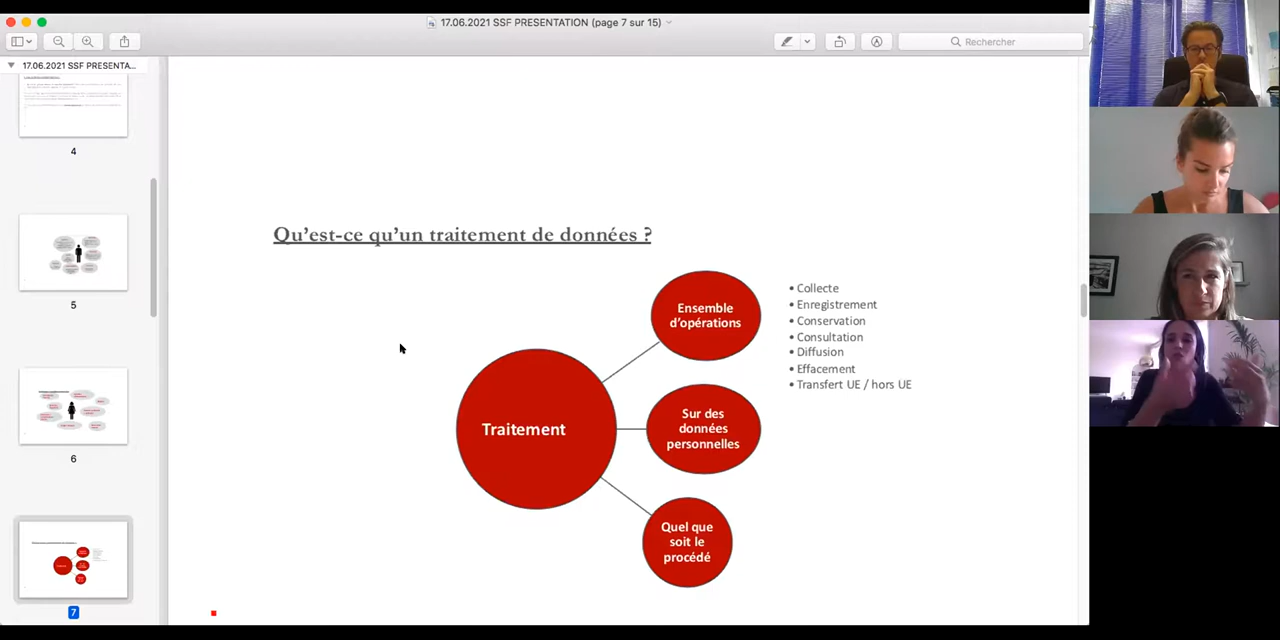 17.06.2021 SSF PRESENTATION (page 7 sur 15)
Rechercher
17.06.2021 SSF PRESENTA...
4
5
6
7
Qu'est-ce qu'un traitement de données ?
Traitement
Ensemble
d'opérations
• Collecte
• Enregistrement
• Conservation
• Consultation
• Diffusion
• Effacement
• Transfert UE / hors UE
Sur des
données
personnelles
Quel que
soit le
procédé